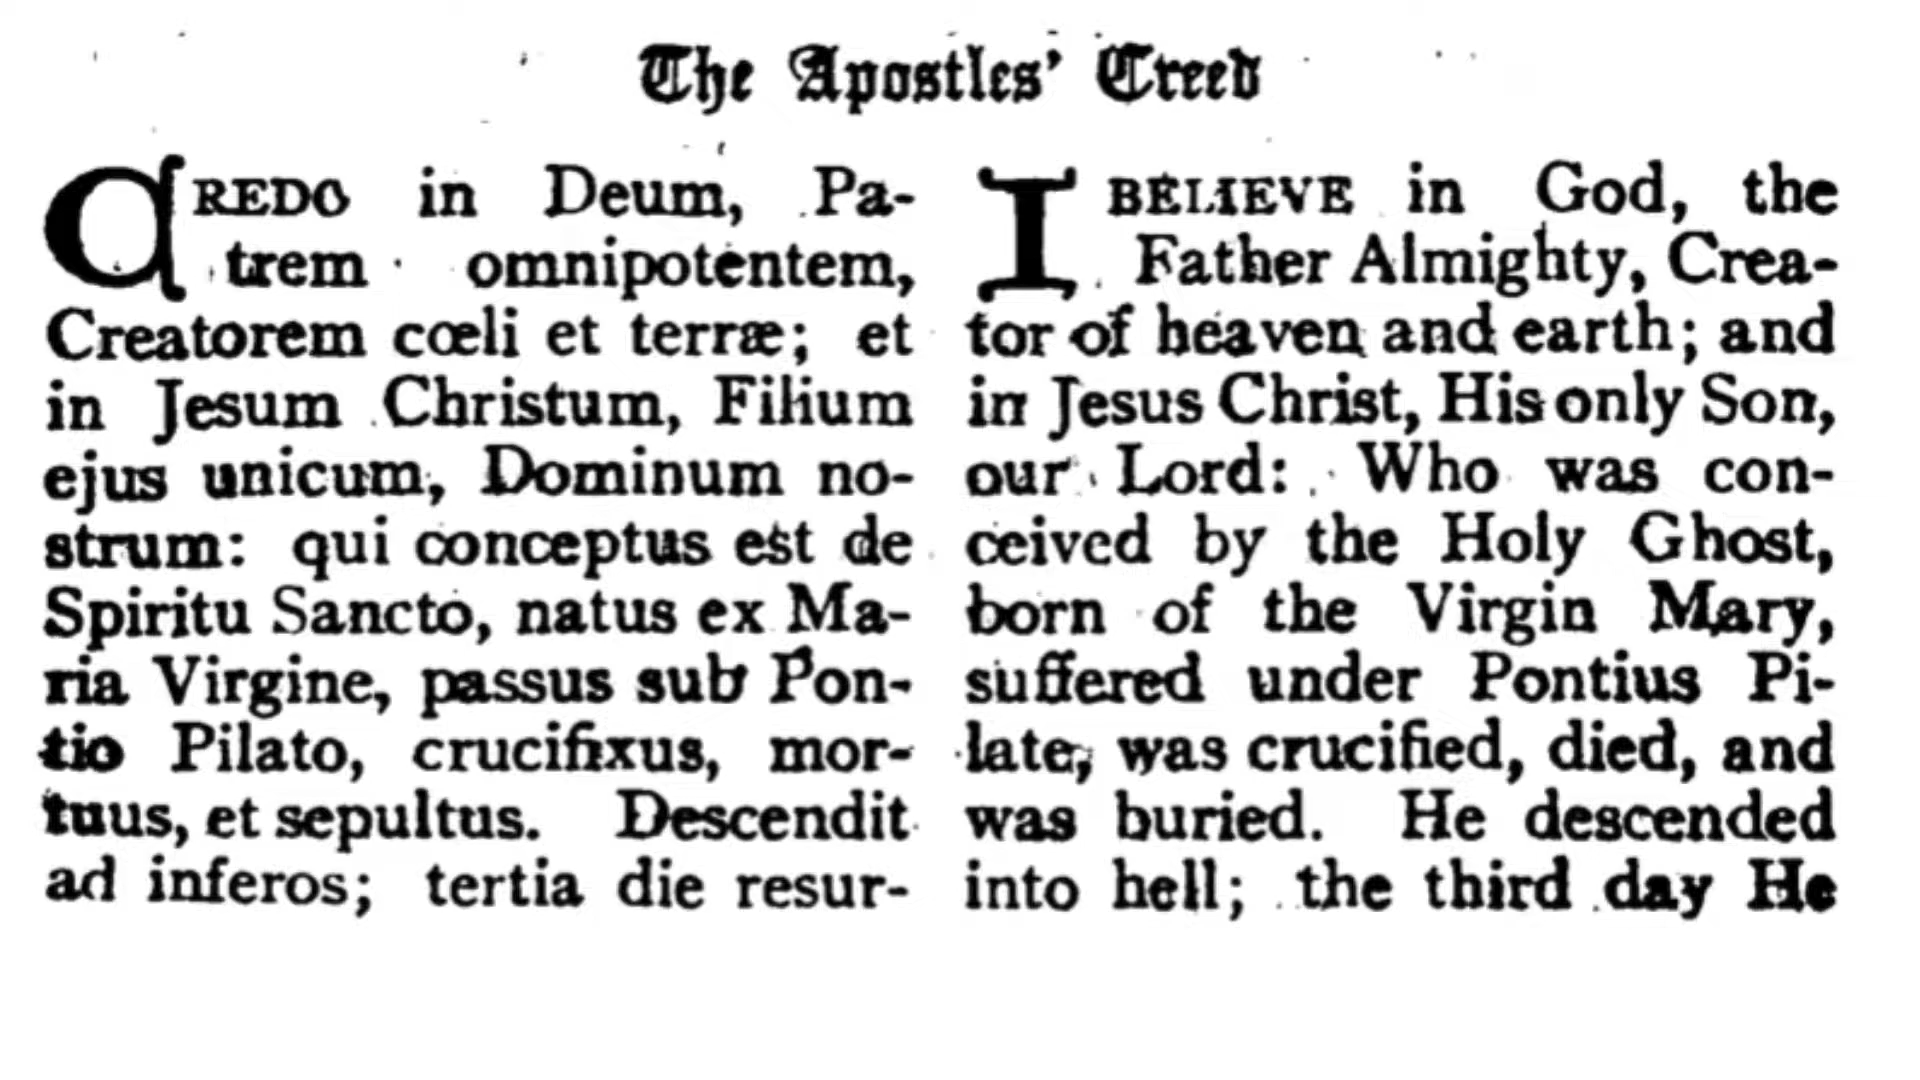 The Apostles' Creed
CREDO in Deum, Pa-
trem omnipotentem,
Creatorem cœli et terræ; et
in Jesum Christum, Filium
ejus unicum, Dominum no-
strum: qui conceptus est de
Spiritu Sancto, natus ex Ma-
ria Virgine, passus sub Pon-
tio Pilato, crucifixus, mor-
tuus, et sepultus. Descendit
ad inferos; tertia die resur-
I BELIEVE in God, the
Father Almighty, Crea-
tor of heaven and earth; and
in Jesus Christ, His only Son,
our Lord: Who was con-
ceived by the Holy Ghost,
born of the Virgin Mary,
suffered under Pontius Pi-
late, was crucified, died, and
was buried. He descended
into hell; the third day He